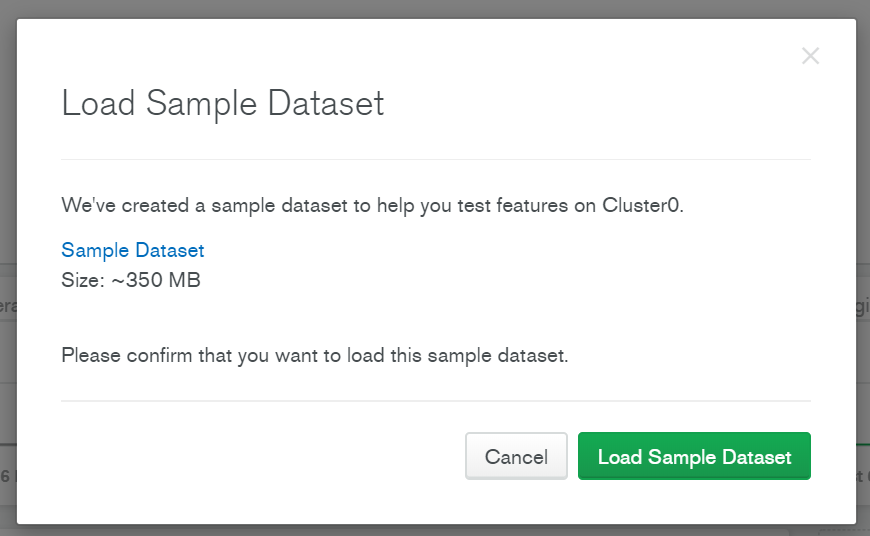 Load Sample Dataset
We've created a sample dataset to help you test features on Cluster0.
Sample Dataset
Size: ~350 MB
Please confirm that you want to load this sample dataset.
Cancel
Load Sample Dataset